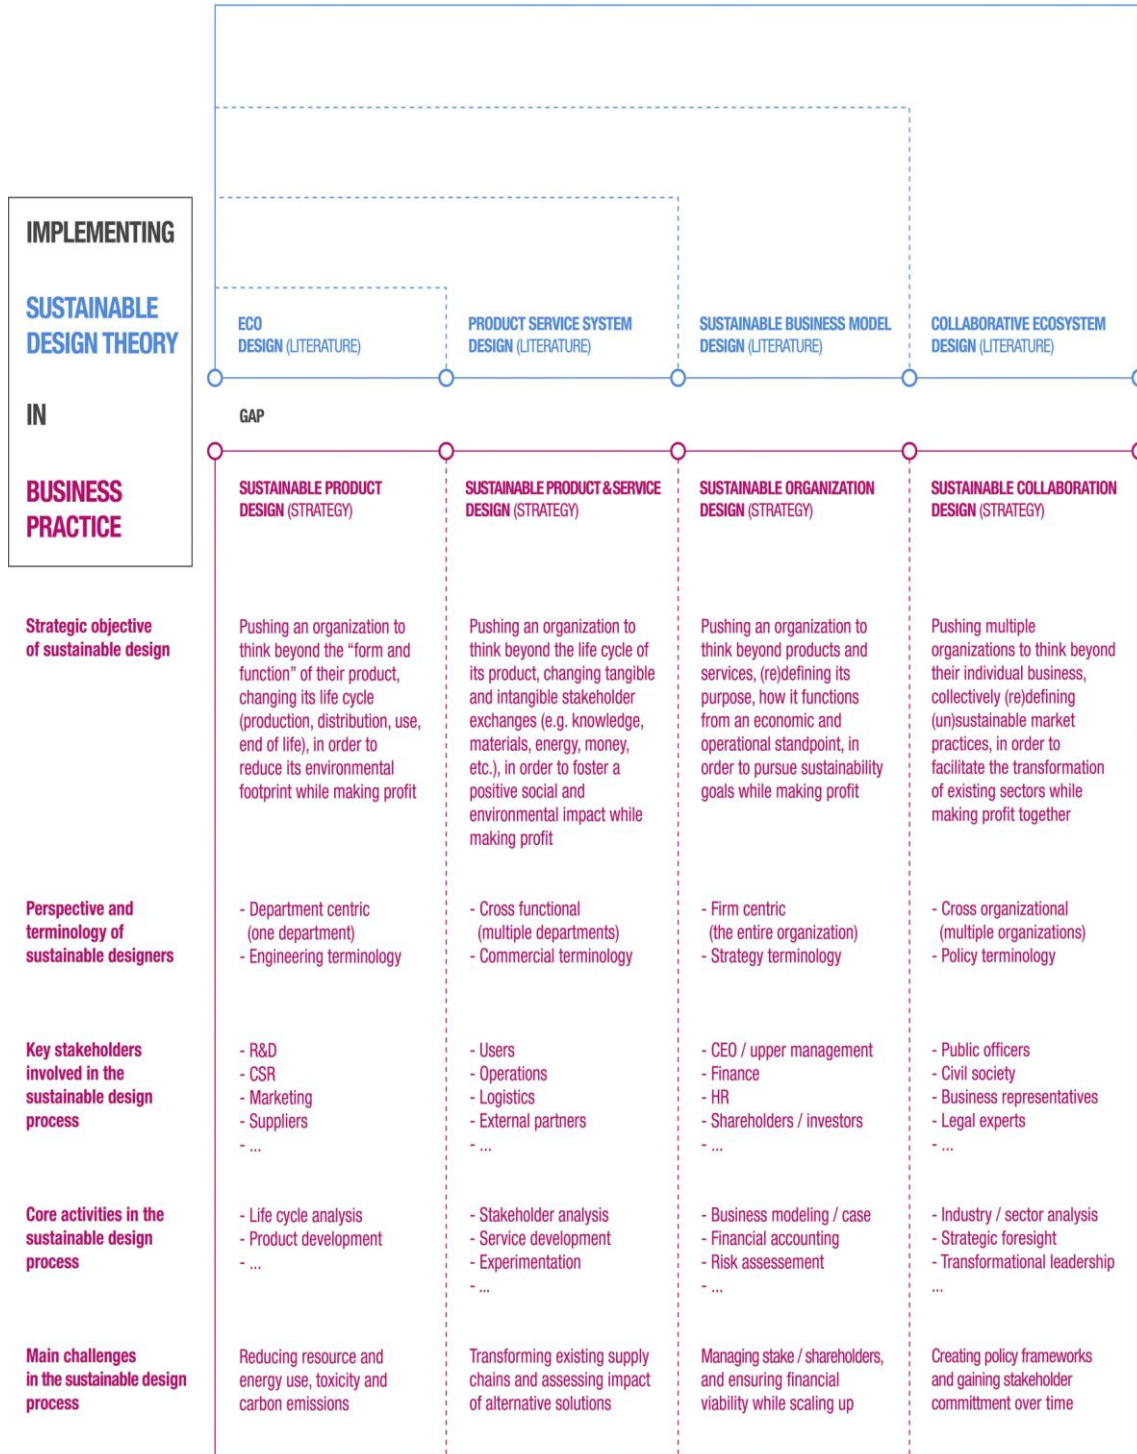 IMPLEMENTING
SUSTAINABLE
DESIGN THEORY
IN
BUSINESS
PRACTICE
ECO
DESIGN (LITERATURE)
PRODUCT SERVICE SYSTEM
DESIGN (LITERATURE)
SUSTAINABLE BUSINESS MODEL
DESIGN (LITERATURE)
COLLABORATIVE ECOSYSTEM
DESIGN (LITERATURE)
GAP
SUSTAINABLE PRODUCT
DESIGN (STRATEGY)
SUSTAINABLE PRODUCT & SERVICE
DESIGN (STRATEGY)
SUSTAINABLE ORGANIZATION
DESIGN (STRATEGY)
SUSTAINABLE COLLABORATION
DESIGN (STRATEGY)
Strategic objective
of sustainable design
Pushing an organization to
think beyond the “form and
function” of their product,
changing its life cycle
(production, distribution, use,
end of life), in order to
reduce its environmental
footprint while making profit
Pushing an organization to
think beyond the life cycle of
its product, changing tangible
and intangible stakeholder
exchanges (e.g. knowledge,
materials, energy, money,
etc.), in order to foster a
positive social and
environmental impact while
making profit
Pushing an organization to
think beyond products and
services, (re)defining its
purpose, how it functions
from an economic and
operational standpoint, in
order to pursue sustainability
goals while making profit
Pushing multiple
organizations to think beyond
their individual business,
collectively (re)defining
(un)sustainable market
practices, in order to
facilitate the transformation
of existing sectors while
making profit together
Perspective and
terminology of
sustainable designers
- Department centric
(one department)
- Engineering terminology
- Cross functional
(multiple departments)
- Commercial terminology
- Firm centric
(the entire organization)
- Strategy terminology
- Cross organizational
(multiple organizations)
- Policy terminology
Key stakeholders
involved in the
sustainable design
process
- R&D
- CSR
- Marketing
- Suppliers
- ...
- Users
- Operations
- Logistics
- External partners
- ...
- CEO / upper management
- Finance
- HR
- Shareholders / investors
- ...
- Public officers
- Civil society
- Business representatives
- Legal experts
- ...
Core activities in the
sustainable design
process
- Life cycle analysis
- Product development
- ...
- Stakeholder analysis
- Service development
- Experimentation
- ...
- Business modeling / case
- Financial accounting
- Risk assessement
- ...
- Industry / sector analysis
- Strategic foresight
- Transformational leadership
...
Main challenges
in the sustainable design
process
Reducing resource and
energy use, toxicity and
carbon emissions
Transforming existing supply
chains and assessing impact
of alternative solutions
Managing stake / shareholders,
and ensuring financial
viability while scaling up
Creating policy frameworks
and gaining stakeholder
committment over time